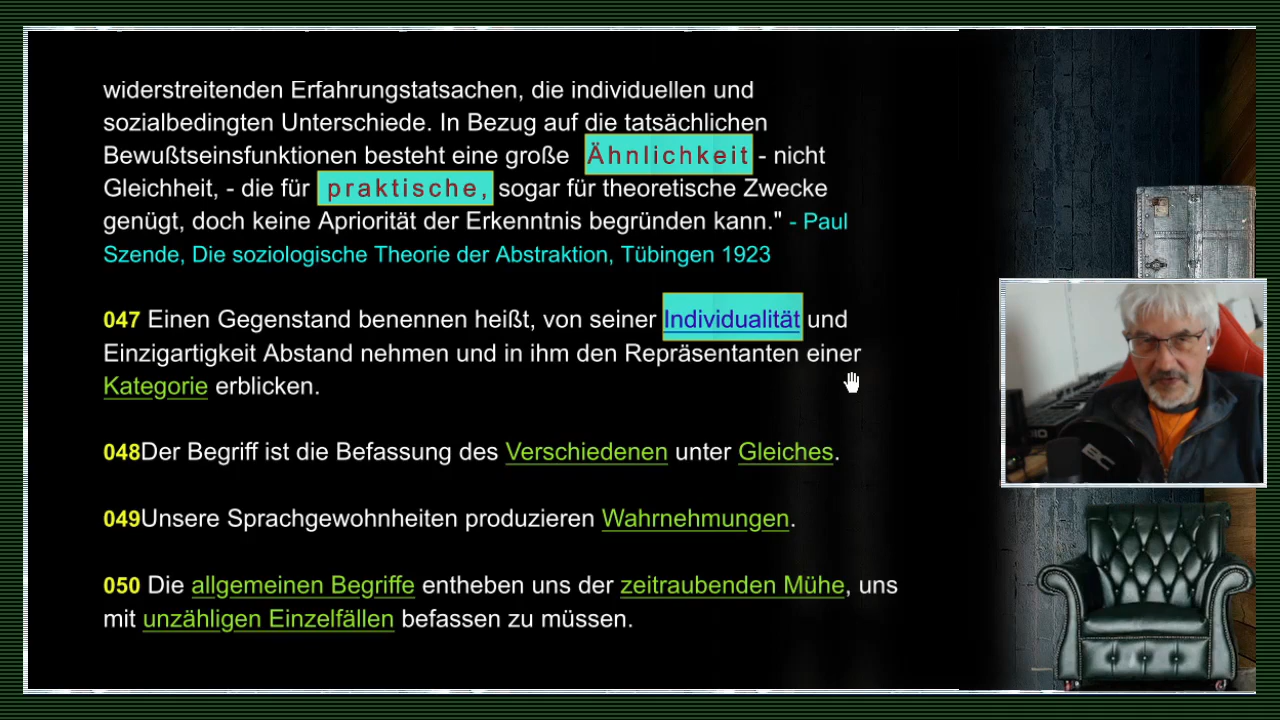 widerstreitenden Erfahrungstatsachen, die individuellen und
sozialbedingten Unterschiede. In Bezug auf die tatsächlichen
Bewußtseinsfunktionen besteht eine große Ähnlichkeit - nicht
Gleichheit, - die für praktische, sogar für theoretische Zwecke
genügt, doch keine Apriorität der Erkenntnis begründen kann." - Paul
Szende, Die soziologische Theorie der Abstraktion, Tübingen 1923
047 Einen Gegenstand benennen heißt, von seiner Individualität und
Einzigartigkeit Abstand nehmen und in ihm den Repräsentanten einer
Kategorie erblicken.
048Der Begriff ist die Befassung des Verschiedenen unter Gleiches.
049Unsere Sprachgewohnheiten produzieren Wahrnehmungen.
050 Die allgemeinen Begriffe entheben uns der zeitraubenden Mühe, uns
mit unzähligen Einzelfällen befassen zu müssen.